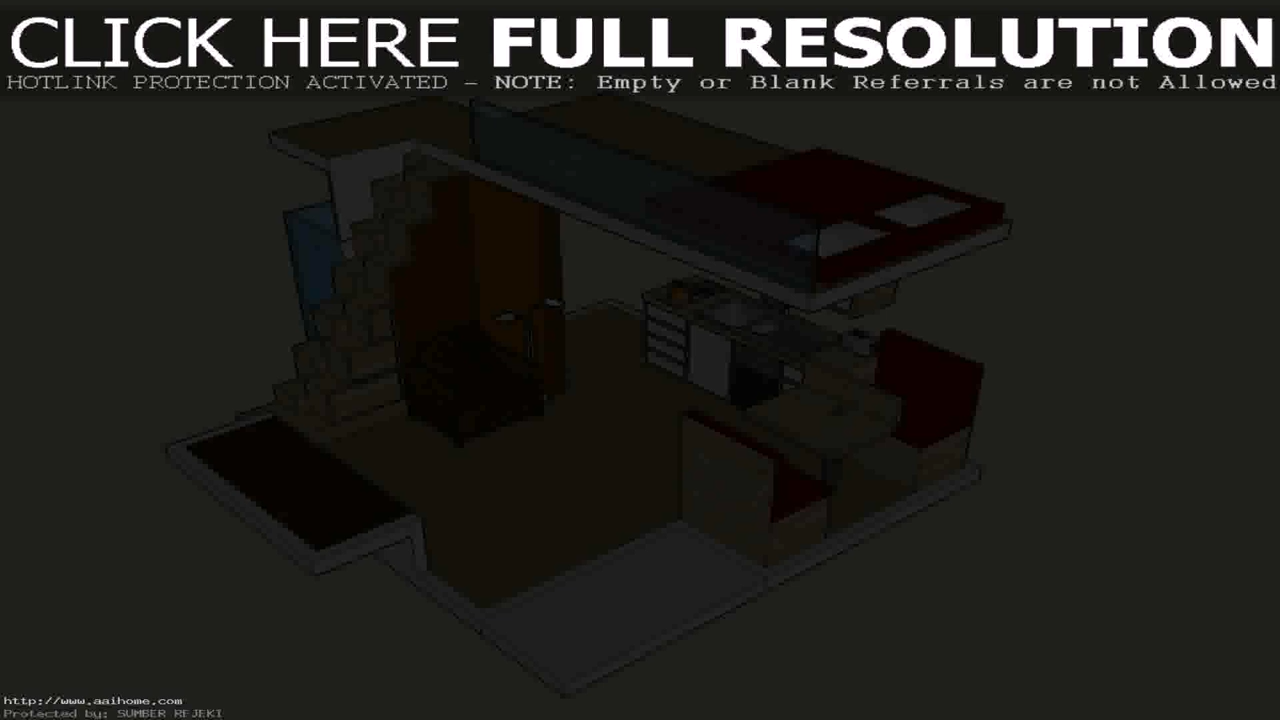 CLICK HERE FULL RESOLUTION
HOTLINK PROTECTION ACTIVATED - NOTE: Empty or Blank Referrals are not Allowed
http://www.aaihome.com
Protected by: SUMBER REJEKI